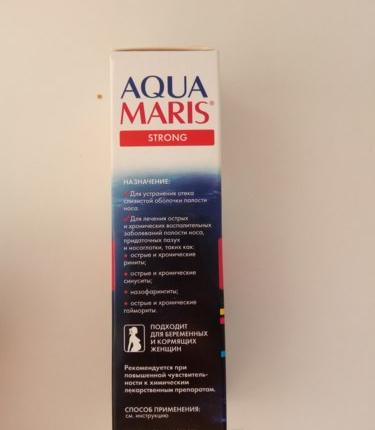 AQUA
MARIS®
STRONG
НАЗНАЧЕНИЕ:
✓ Для устранения отека
слизистой оболочки полости
носа.
✓ Для лечения острых
и хронических воспалительных
заболеваний полости носа,
придаточных пазух
и носоглотки, таких как:
• острые и хронические
риниты;
• острые и хронические
синуситы;
• назофарингиты;
• острые и хронические
гаймориты.
ПОДХОДИТ
ДЛЯ БЕРЕМЕННЫХ
И КОРМЯЩИХ
ЖЕНЩИН
Рекомендуется при
повышенной чувствитель-
ности к химическим
лекарственным препаратам.
СПОСОБ ПРИМЕНЕНИЯ:
см. инструкцию